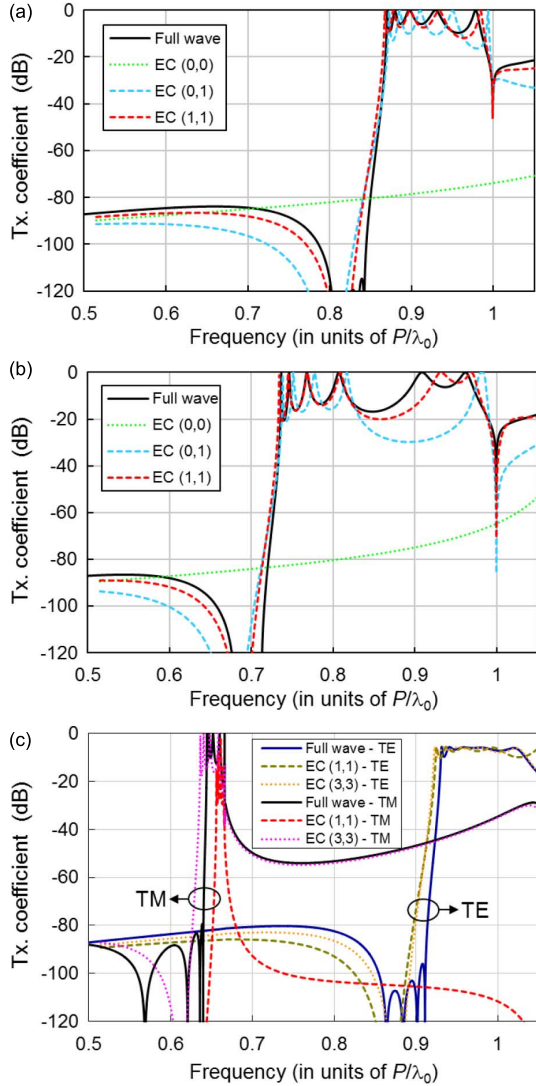 (a)
0
-20
-40
-60
-80
-100
-120
Tx. coefficient (dB)
Full wave
EC (0,0)
EC (0,1)
EC (1,1)
0.5
0.6
0.7
0.8
0.9
1
Frequency (in units of P/λ0)
(b)
0
-20
-40
-60
-80
-100
-120
Tx. coefficient (dB)
Full wave
EC (0,0)
EC (0,1)
EC (1,1)
0.5
0.6
0.7
0.8
0.9
1
Frequency (in units of P/λ0)
(c)
0
-20
-40
-60
-80
-100
-120
Tx. coefficient (dB)
Full wave - TE
EC (1,1) - TE
EC (3,3) - TE
Full wave - TM
EC (1,1) - TM
EC (3,3) - TM
TM
TE
0.5
0.6
0.7
0.8
0.9
1
Frequency (in units of P/λ0)